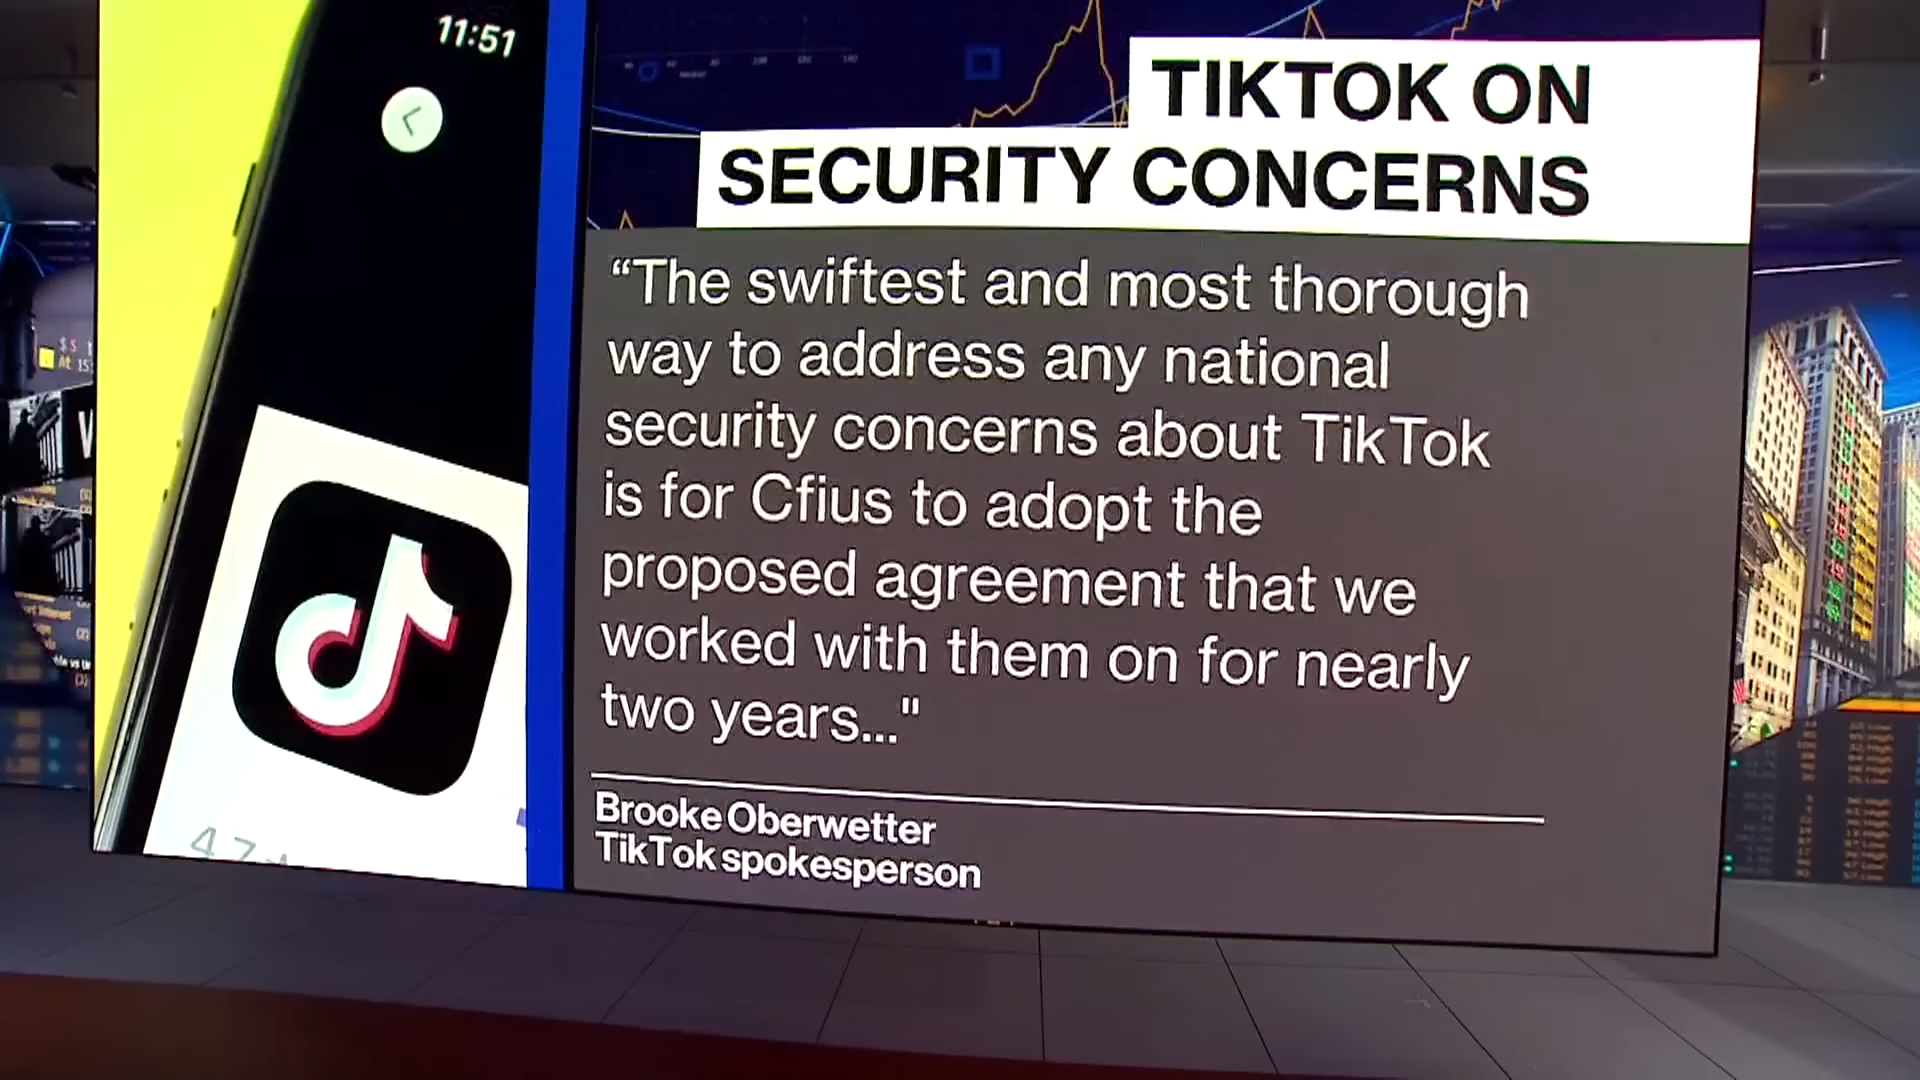 11:51
TIKTOK ON
SECURITY CONCERNS
“The swiftest and most thorough
way to address any national
security concerns about TikTok
is for Cfius to adopt the
proposed agreement that we
worked with them on for nearly
two years..."
Brooke Oberwetter
TikTok spokesperson